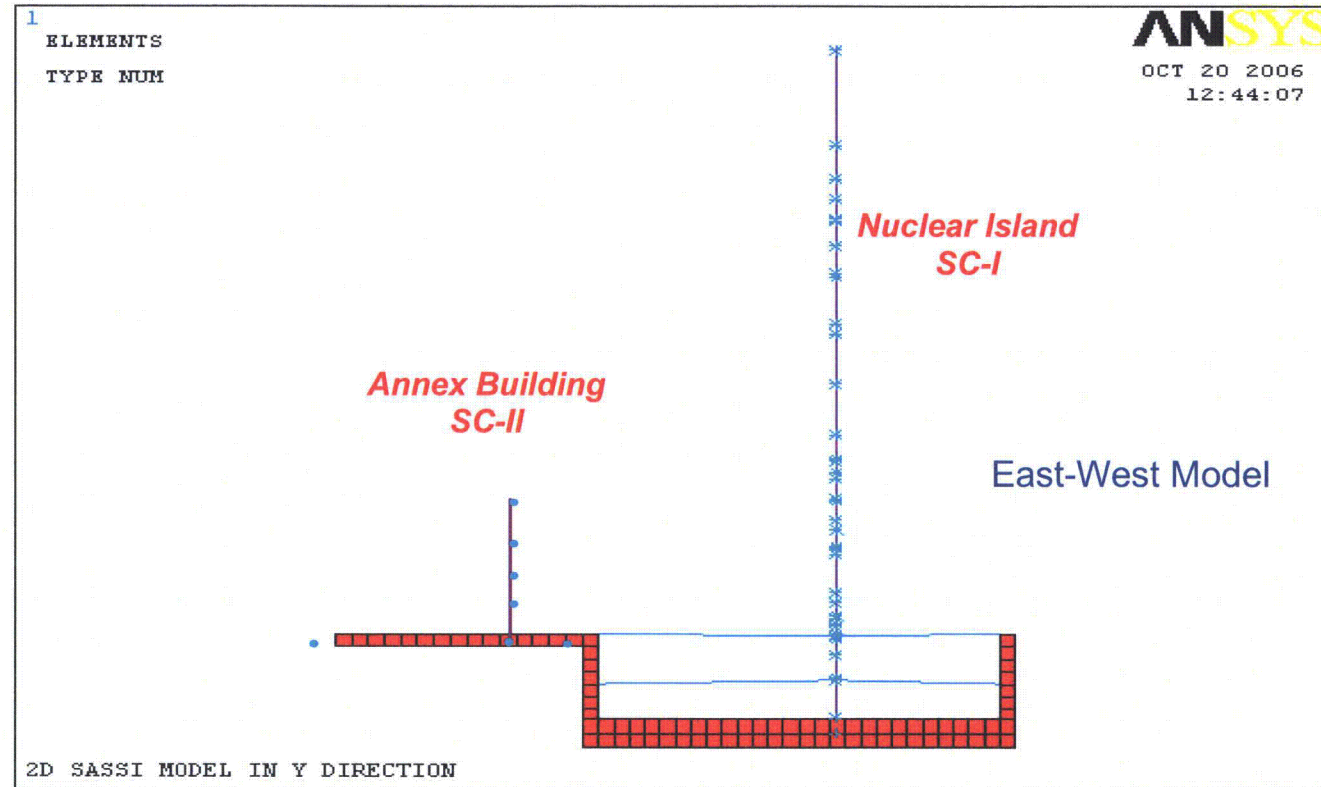 1
ELEMENTS
TYPE NUM
ANSYS
OCT 20 2006
12:44:07
Nuclear Island
SC-I
Annex Building
SC-II
East-West Model
2D SASSI MODEL IN Y DIRECTION